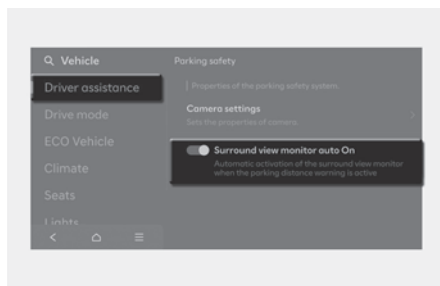 Vehicle
Parking safety
Driver assistance
Properties of the parking safety system.
Drive mode
Camera settings
Sets the properties of camera.
ECO Vehicle
Surround view monitor auto On
Climate
Automatic activation of the surround view monitor
when the parking distance warning is active
Seats
Lights